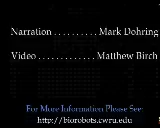 Narration .......... Mark Dohring
Video ............. Matthew Birch
For More Information Please See:
http://biorobots.cwru.edu